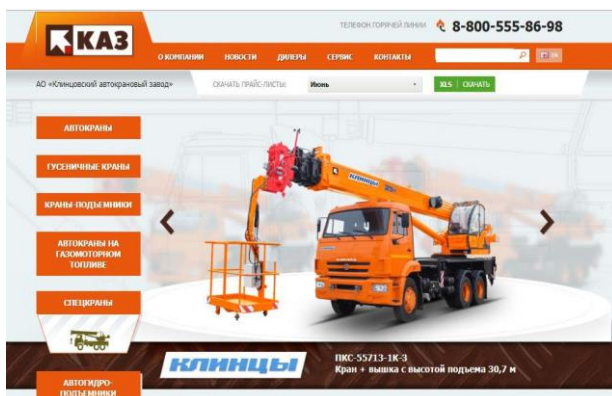 КАЗ
ТЕЛЕФОН ГОРЯЧЕЙ ЛИНИИ 8-800-555-86-98
О КОМПАНИИ НОВОСТИ ДИЛЕРЫ СЕРВИС КОНТАКТЫ
АО «Клинцовский автокрановый завод» СКАЧАТЬ ПРАЙС-ЛИСТЫ: Июнь XLS | СКАЧАТЬ
АВТОКРАНЫ
ГУСЕНИЧНЫЕ КРАНЫ
КРАНЫ-ПОДЪЕМНИКИ
АВТОКРАНЫ НА
ГАЗОМОТОРНОМ
ТОПЛИВЕ
СПЕЦКРАНЫ
АВТОГИДРО-
ПОДЪЕМНИКИ
КЛИНЦЫ
КЛИНЦЫ
ПКС-55713-1К-3
Кран + вышка с высотой подъема 30,7 м